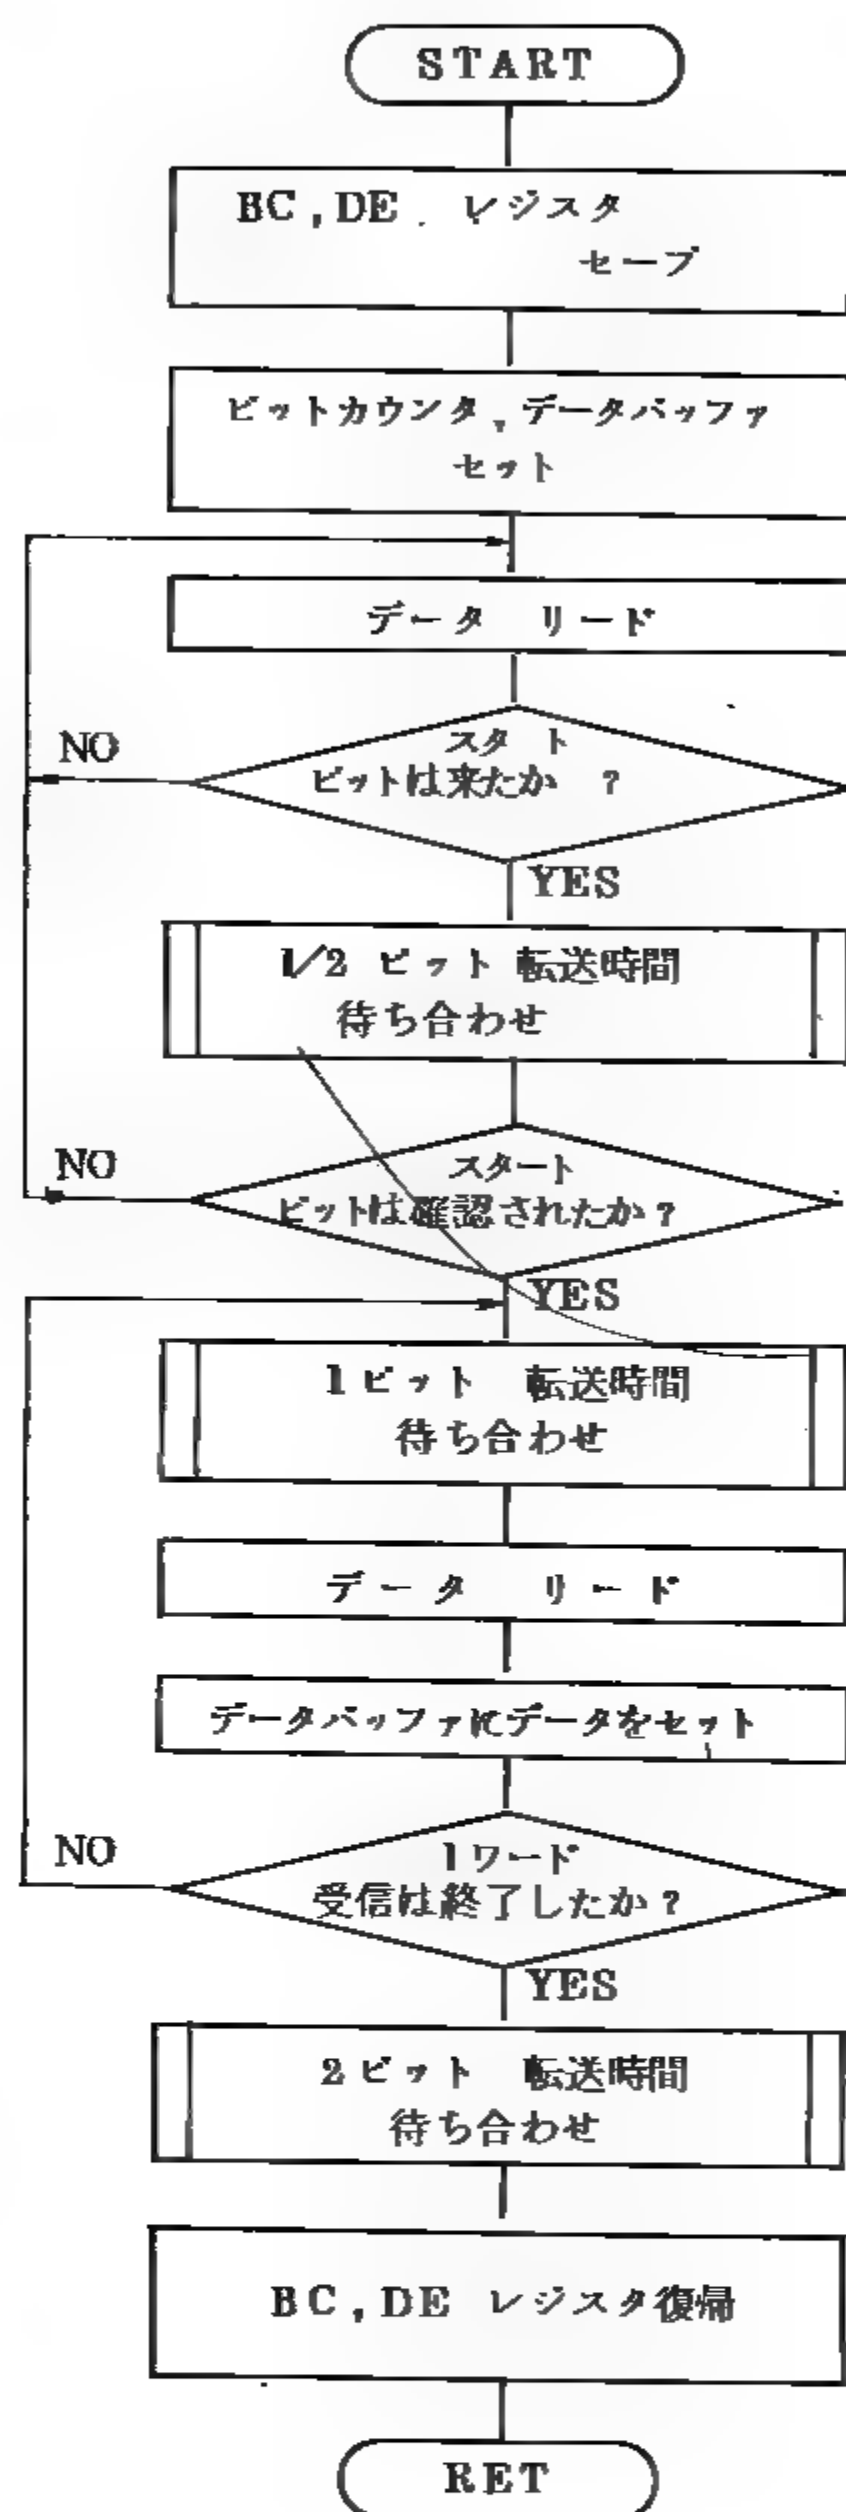 START
BC,DE レジスタ
セーブ
ビットカウンタ,データバッファ
セット
データ リード
スタート
ビットは来たか ?
NO
YES
1/2 ビット 転送時間
待ち合わせ
スタート
ビットは確認されたか?
NO
YES
1ビット 転送時間
待ち合わせ
データ リード
データバッファにデータをセット
1ワード
受信は終了したか?
NO
YES
2ビット 転送時間
待ち合わせ
BC,DE レジスタ復帰
RET